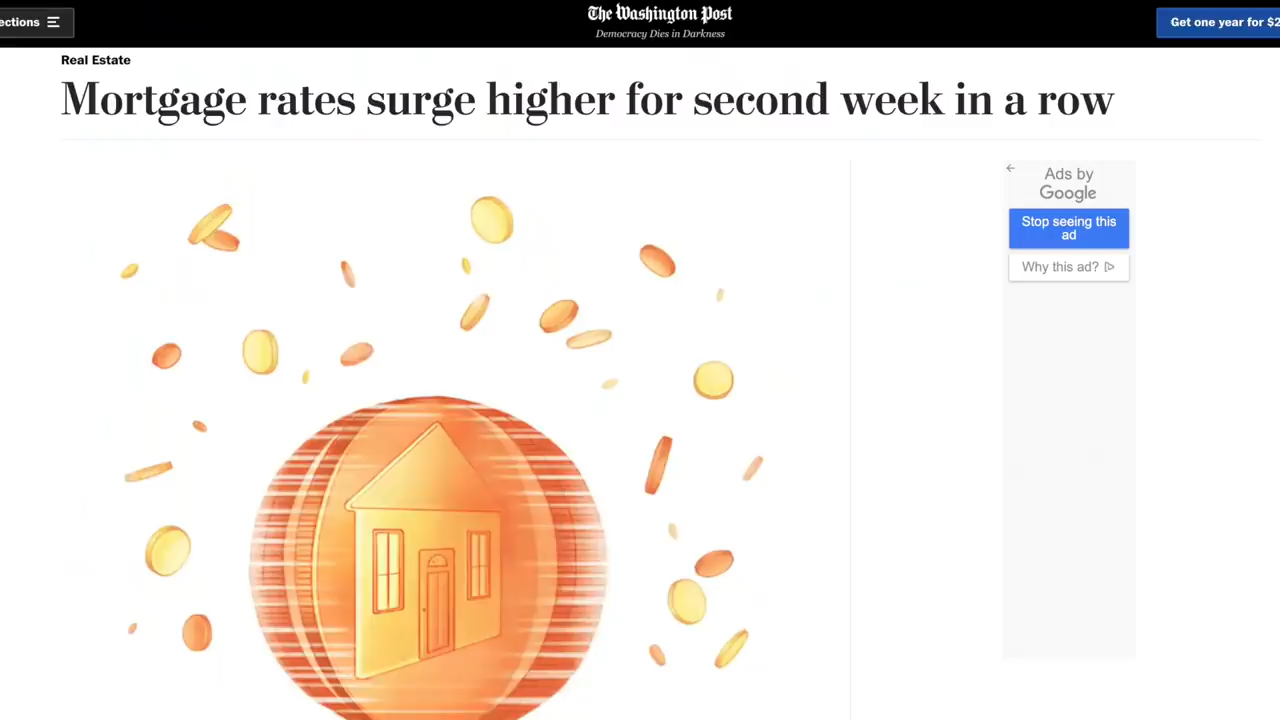 ections
The Washington Post
Democracy Dies in Darkness
Get one year for $2
Real Estate
Mortgage rates surge higher for second week in a row
Ads by
Google
Stop seeing this
ad
Why this ad?